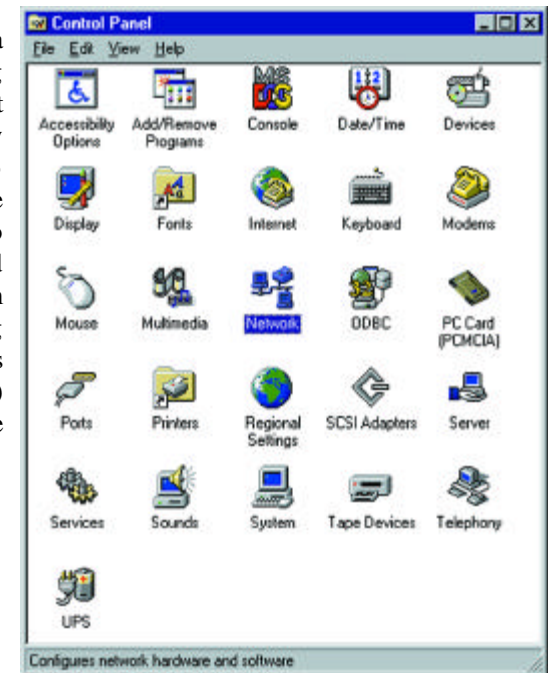 Control Panel
File Edit View Help
Accessibility Options
Add/Remove Programs
MS DOS
Console
Date/Time
Devices
Display
Fonts
Internet
Keyboard
Modems
Mouse
Multimedia
Network
ODBC
PC Card (PCMCIA)
Ports
Printers
Regional Settings
SCSI Adapters
Server
Services
Sounds
System
Tape Devices
Telephony
UPS
Configures network hardware and software